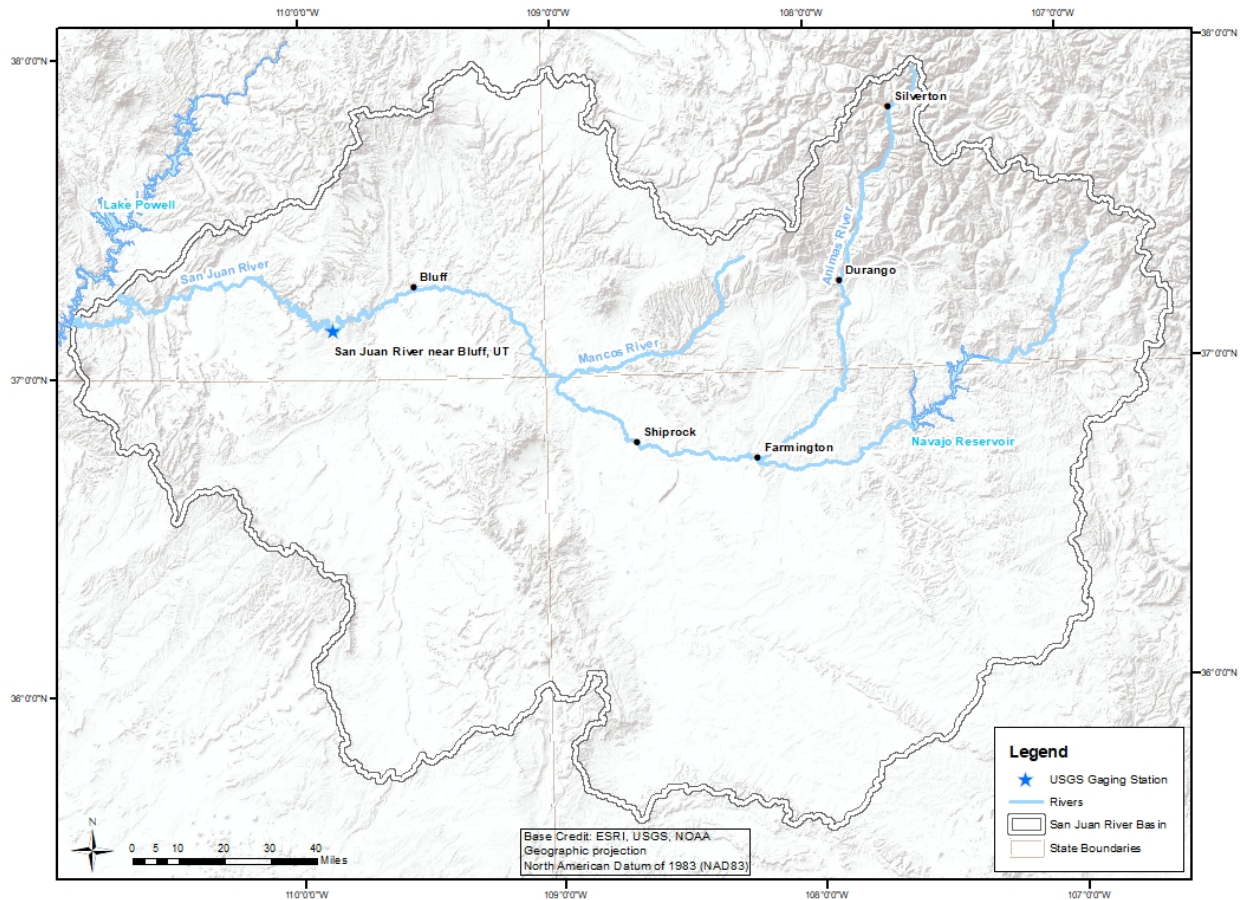 110°0'0"W
109°0'0"W
108°0'0"W
107°0'0"W
38°0'0"N
38°0'0"N
Silverton
Lake Powell
Animas River
San Juan River
Durango
Bluff
San Juan River near Bluff, UT
Mancos River
37°0'0"N
37°0'0"N
Shiprock
Farmington
Navajo Reservoir
36°0'0"N
36°0'0"N
Legend
USGS Gaging Station
Rivers
San Juan River Basin
State Boundaries
N
0 5 10 20 30 40
Miles
Base Credit: ESRI, USGS, NOAA
Geographic projection
North American Datum of 1983 (NAD83)
110°0'0"W
109°0'0"W
108°0'0"W
107°0'0"W